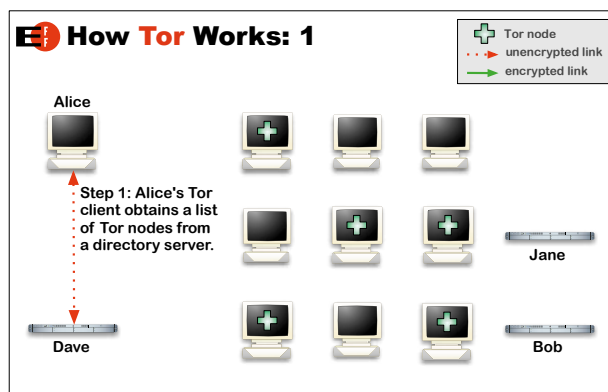 EFF How Tor Works: 1
Tor node
unencrypted link
encrypted link
Alice
Step 1: Alice's Tor
client obtains a list
of Tor nodes from
a directory server.
Jane
Dave
Bob